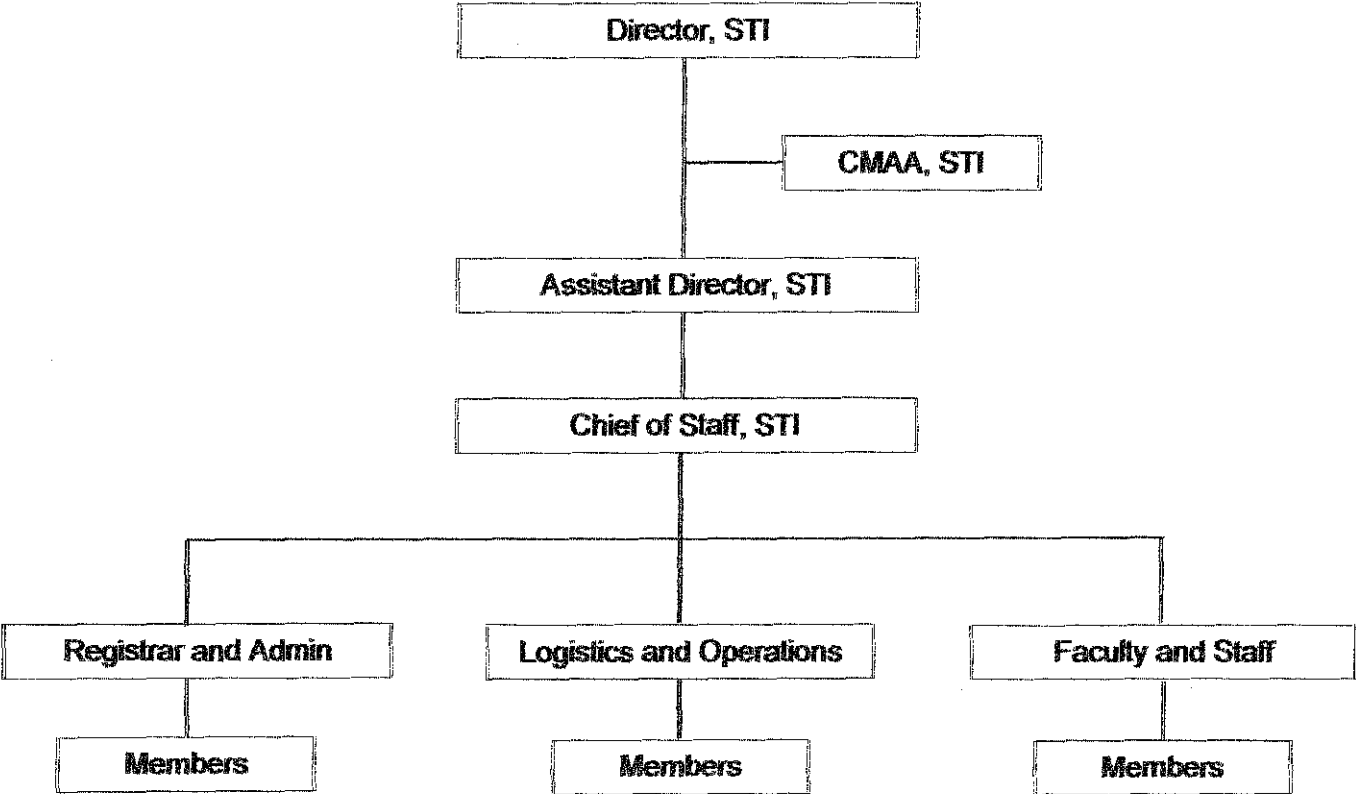 Director, STI
CMAA, STI
Assistant Director, STI
Chief of Staff, STI
Registrar and Admin
Logistics and Operations
Faculty and Staff
Members
Members
Members